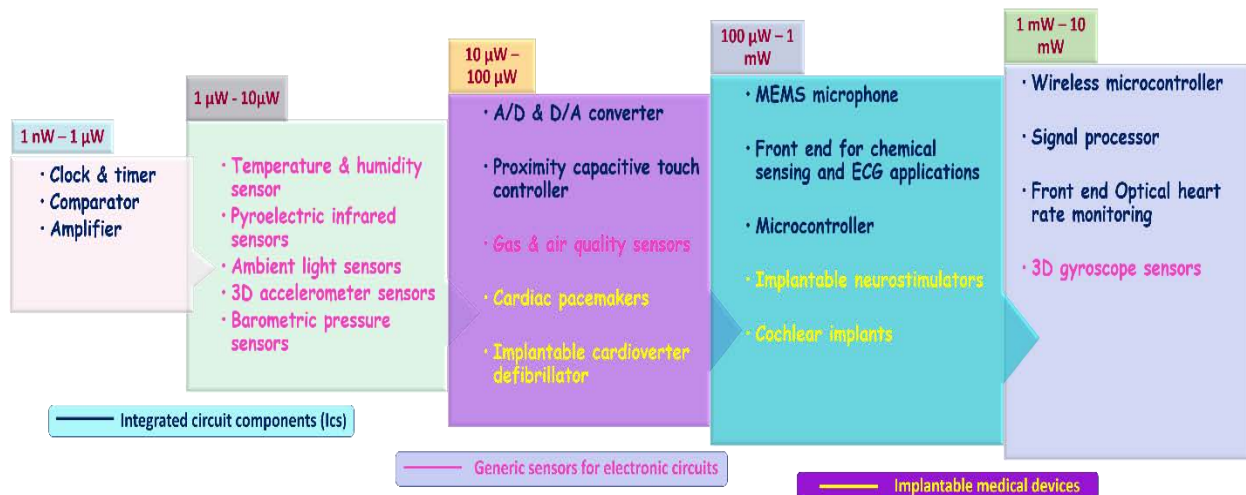 1 nW – 1 µW
• Clock & timer
• Comparator
• Amplifier
1 µW - 10µW
• Temperature & humidity
sensor
• Pyroelectric infrared
sensors
• Ambient light sensors
• 3D accelerometer sensors
• Barometric pressure
sensors
10 µW –
100 µW
• A/D & D/A converter
• Proximity capacitive touch
controller
• Gas & air quality sensors
• Cardiac pacemakers
• Implantable cardioverter
defibrillator
100 µW – 1
mW
• MEMS microphone
• Front end for chemical
sensing and ECG applications
• Microcontroller
• Implantable neurostimulators
• Cochlear implants
1 mW – 10
mW
• Wireless microcontroller
• Signal processor
• Front end Optical heart
rate monitoring
• 3D gyroscope sensors
Integrated circuit components (Ics)
Generic sensors for electronic circuits
Implantable medical devices